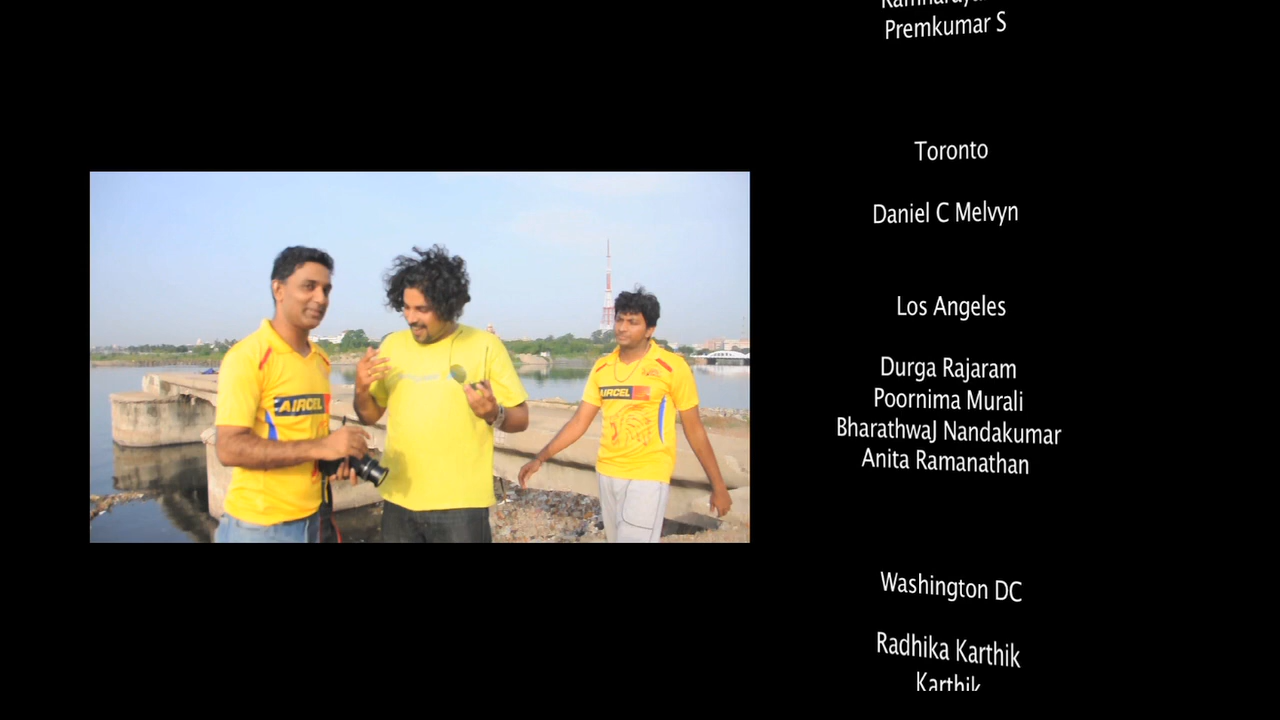 Premkumar S
Toronto
Daniel C Melvyn
Los Angeles
Durga Rajaram
Poornima Murali
BharathwaJ Nandakumar
Anita Ramanathan
Washington DC
Radhika Karthik
Karthik
AIRCEL
AIRCEL